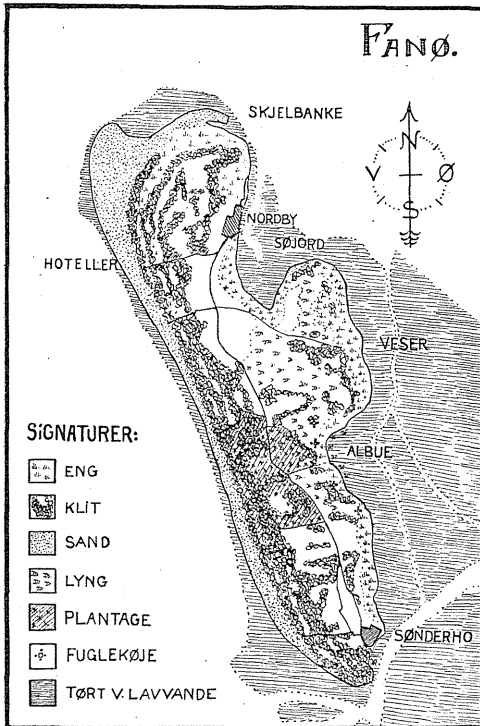 FANØ.
SKJELBANKE
N
V Ø
S
NORDBY
SØJORD
HOTELLER
VESER
ALBUE
SIGNATURER:
ENG
KLIT
SAND
LYNG
PLANTAGE
FUGLEKØJE
TØRT V. LAVVANDE
SØNDERHO